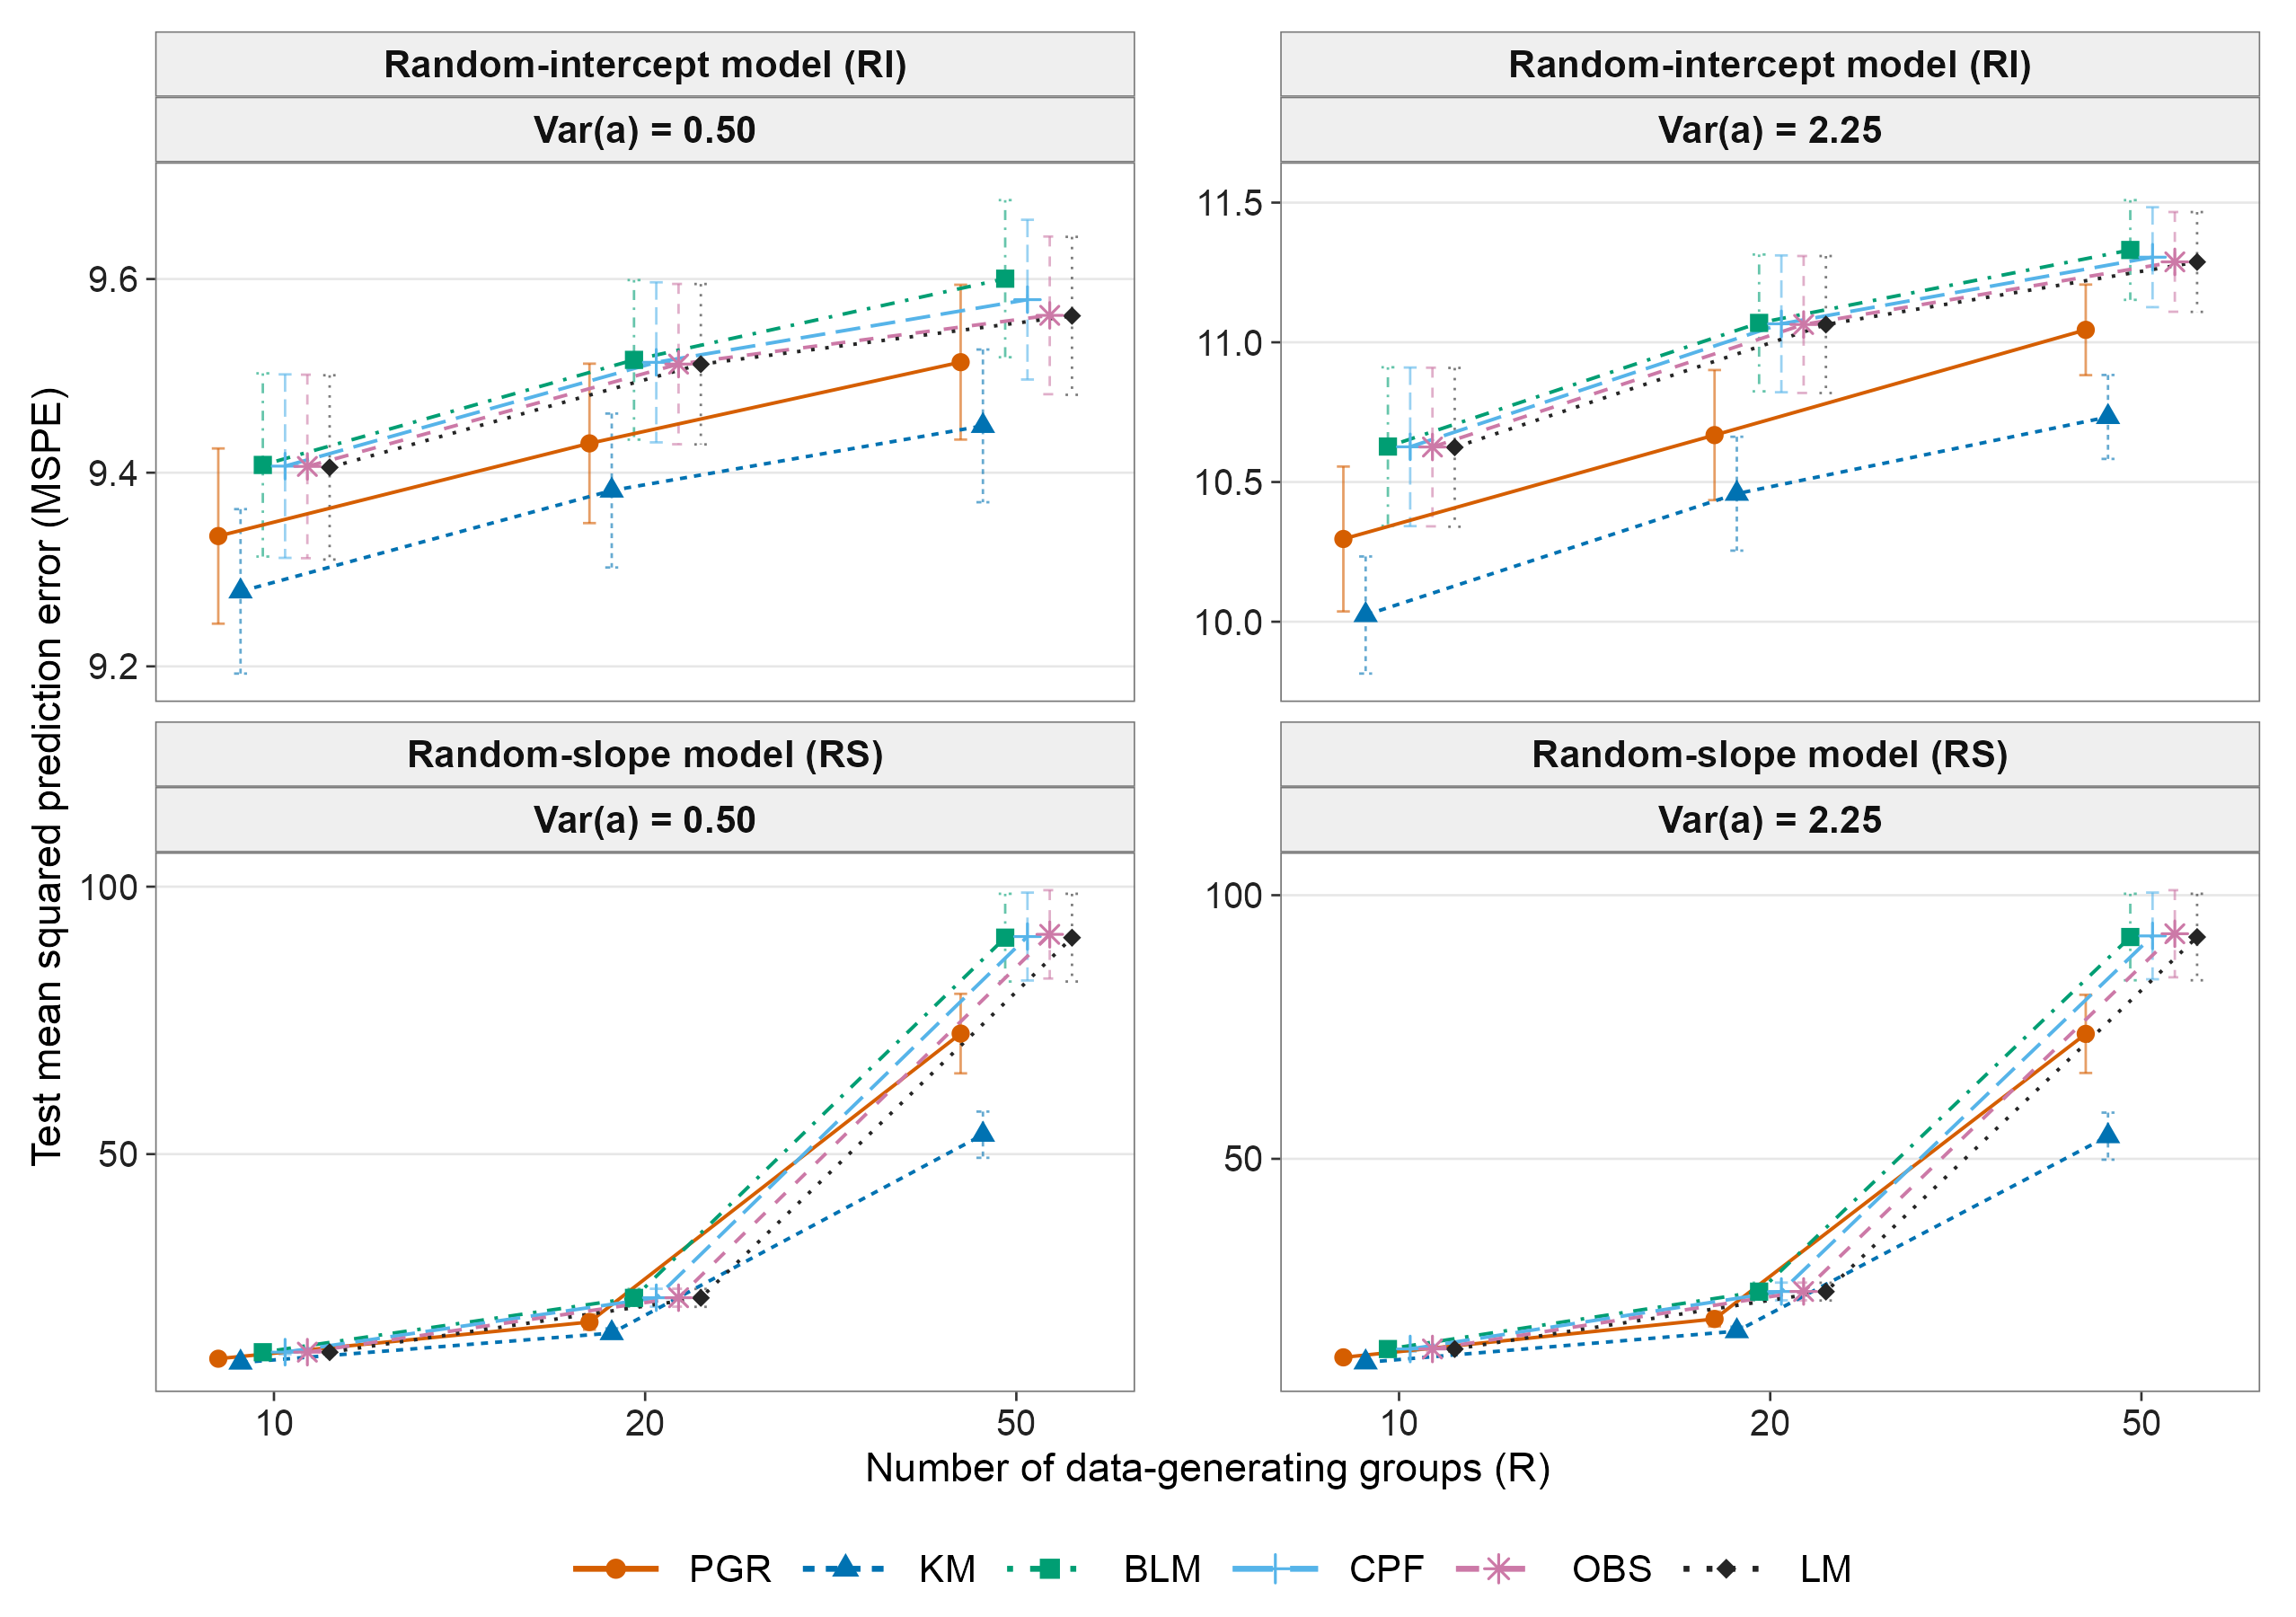 Random-intercept model (RI)
Random-intercept model (RI)
Var(a) = 0.50
Var(a) = 2.25
9.6
9.4
9.2
11.5
11.0
10.5
10.0
Random-slope model (RS)
Random-slope model (RS)
Var(a) = 0.50
Var(a) = 2.25
100
50
100
50
10
20
50
10
20
50
Test mean squared prediction error (MSPE)
Number of data-generating groups (R)
PGR KM BLM CPF OBS LM